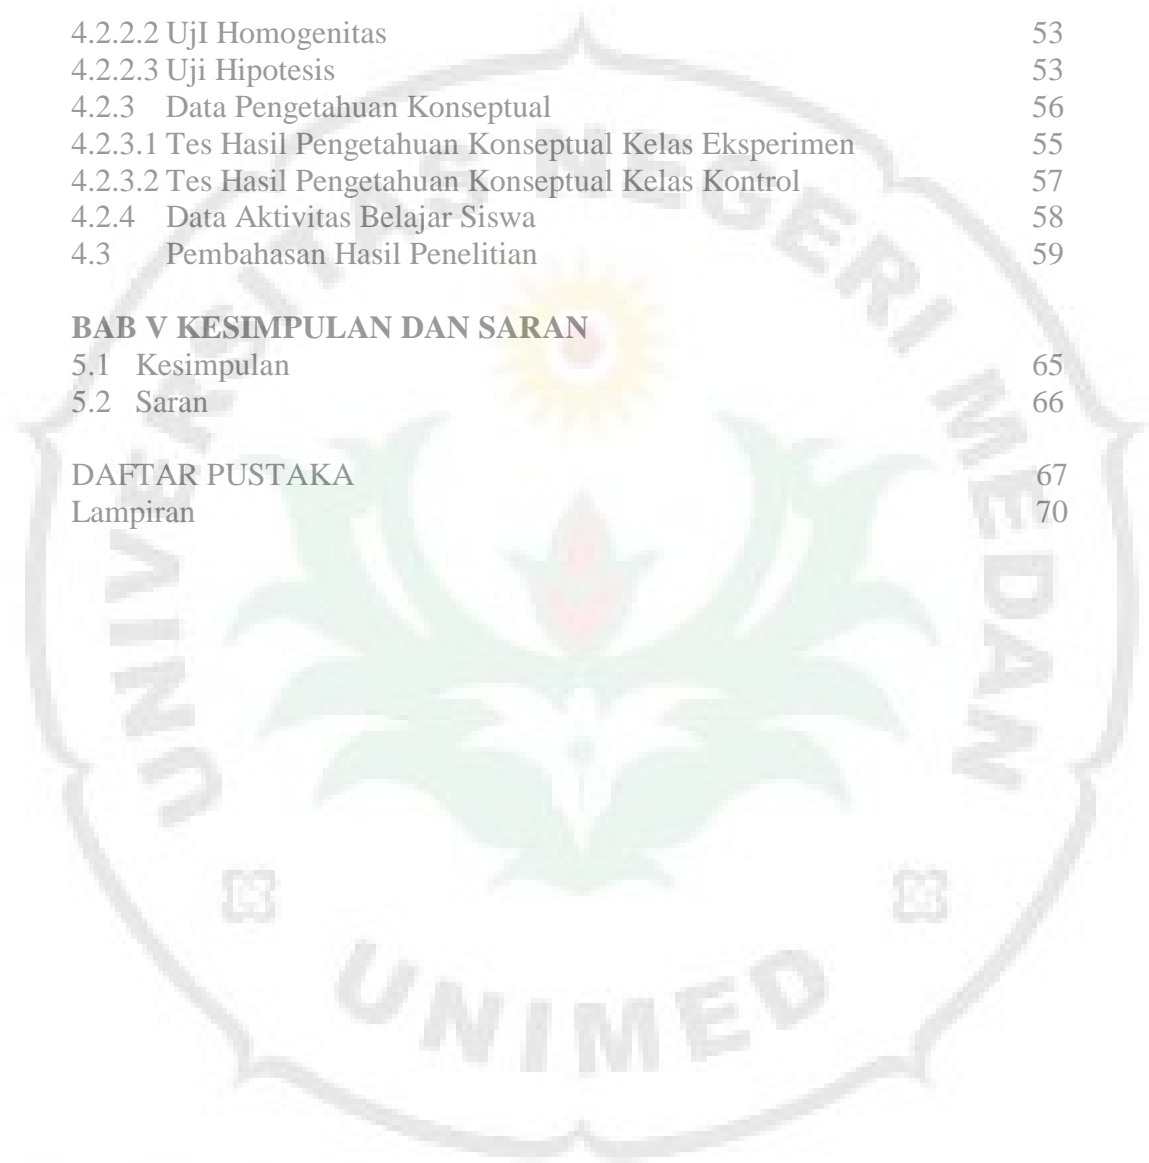 4.2.2.2 UjI Homogenitas 53
4.2.2.3 Uji Hipotesis 53
4.2.3 Data Pengetahuan Konseptual 56
4.2.3.1 Tes Hasil Pengetahuan Konseptual Kelas Eksperimen 55
4.2.3.2 Tes Hasil Pengetahuan Konseptual Kelas Kontrol 57
4.2.4 Data Aktivitas Belajar Siswa 58
4.3 Pembahasan Hasil Penelitian 59
BAB V KESIMPULAN DAN SARAN
5.1 Kesimpulan 65
5.2 Saran 66
DAFTAR PUSTAKA 67
Lampiran 70
UNIVERSITAS NEGERI MEDAN
UNIMED